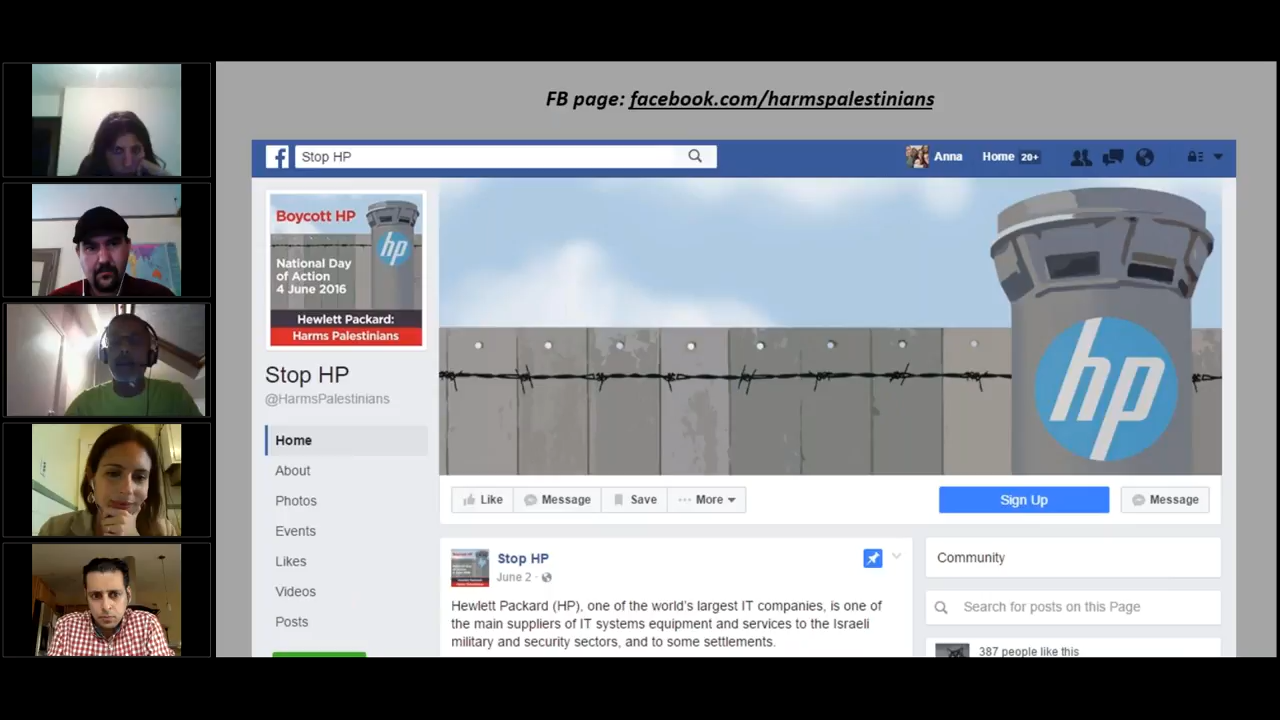 FB page: facebook.com/harmspalestinians
Stop HP
Anna
Home 20+
Boycott HP
hp
National Day
of Action
4 June 2016
Hewlett Packard:
Harms Palestinians
hp
Stop HP
@HarmsPalestinians
Home
About
Photos
Events
Likes
Videos
Posts
Like
Message
Save
More
Sign Up
Message
Stop HP
June 2
Hewlett Packard (HP), one of the world's largest IT companies, is one of
the main suppliers of IT systems equipment and services to the Israeli
military and security sectors, and to some settlements.
Community
Search for posts on this Page
387 people like this